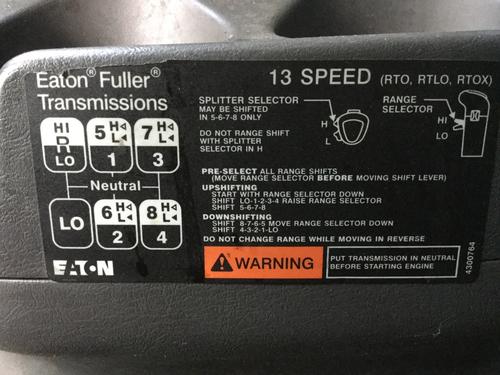 Eaton® Fuller®
Transmissions
13 SPEED (RTO, RTLO, RTOX)
SPLITTER SELECTOR
MAY BE SHIFTED
IN 5-6-7-8 ONLY
H
L
RANGE
SELECTOR
HI
LO
DO NOT RANGE SHIFT
WITH SPLITTER
SELECTOR IN H
HI
R
LO
5 H
L
1
7 H
L
3
Neutral
LO
6 H
L
2
8 H
L
4
PRE-SELECT ALL RANGE SHIFTS
(MOVE RANGE SELECTOR BEFORE MOVING SHIFT LEVER)
UPSHIFTING
START WITH RANGE SELECTOR DOWN
SHIFT LO-1-2-3-4 RAISE RANGE SELECTOR
SHIFT 5-6-7-8
DOWNSHIFTING
SHIFT 8-7-6-5 MOVE RANGE SELECTOR DOWN
SHIFT 4-3-2-1-LO
DO NOT CHANGE RANGE WHILE MOVING IN REVERSE
EATON
WARNING
PUT TRANSMISSION IN NEUTRAL
BEFORE STARTING ENGINE
4300764